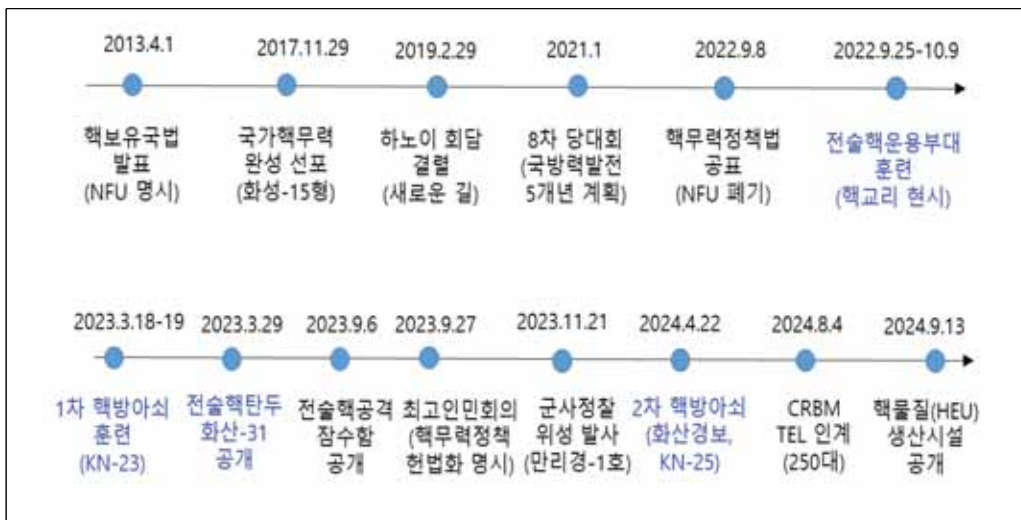 2013.4.1 2017.11.29 2019.2.29 2021.1 2022.9.8 2022.9.25-10.9
핵보유국법 국가핵무력 하노이 회담 8차 당대회 핵무력정책법 전술핵운용부대
발표 완성 선포 결렬 (국방력발전 공표 훈련
(NFU 명시) (화성-15형) (새로운 길) 5개년 계획) (NFU 폐기) (핵교리 현시)
2023.3.18-19 2023.3.29 2023.9.6 2023.9.27 2023.11.21 2024.4.22 2024.8.4 2024.9.13
1차 핵방아쇠 전술핵탄두 전술핵공격 최고인민회의 군사정찰 2차 핵방아쇠 CRBM 핵물질(HEU)
훈련 화산-31 잠수함 (핵무력정책 위성 발사 (화산경보, TEL 인계 생산시설
(KN-23) 공개 공개 헌법화 명시) (만리경-1호) KN-25) (250대) 공개